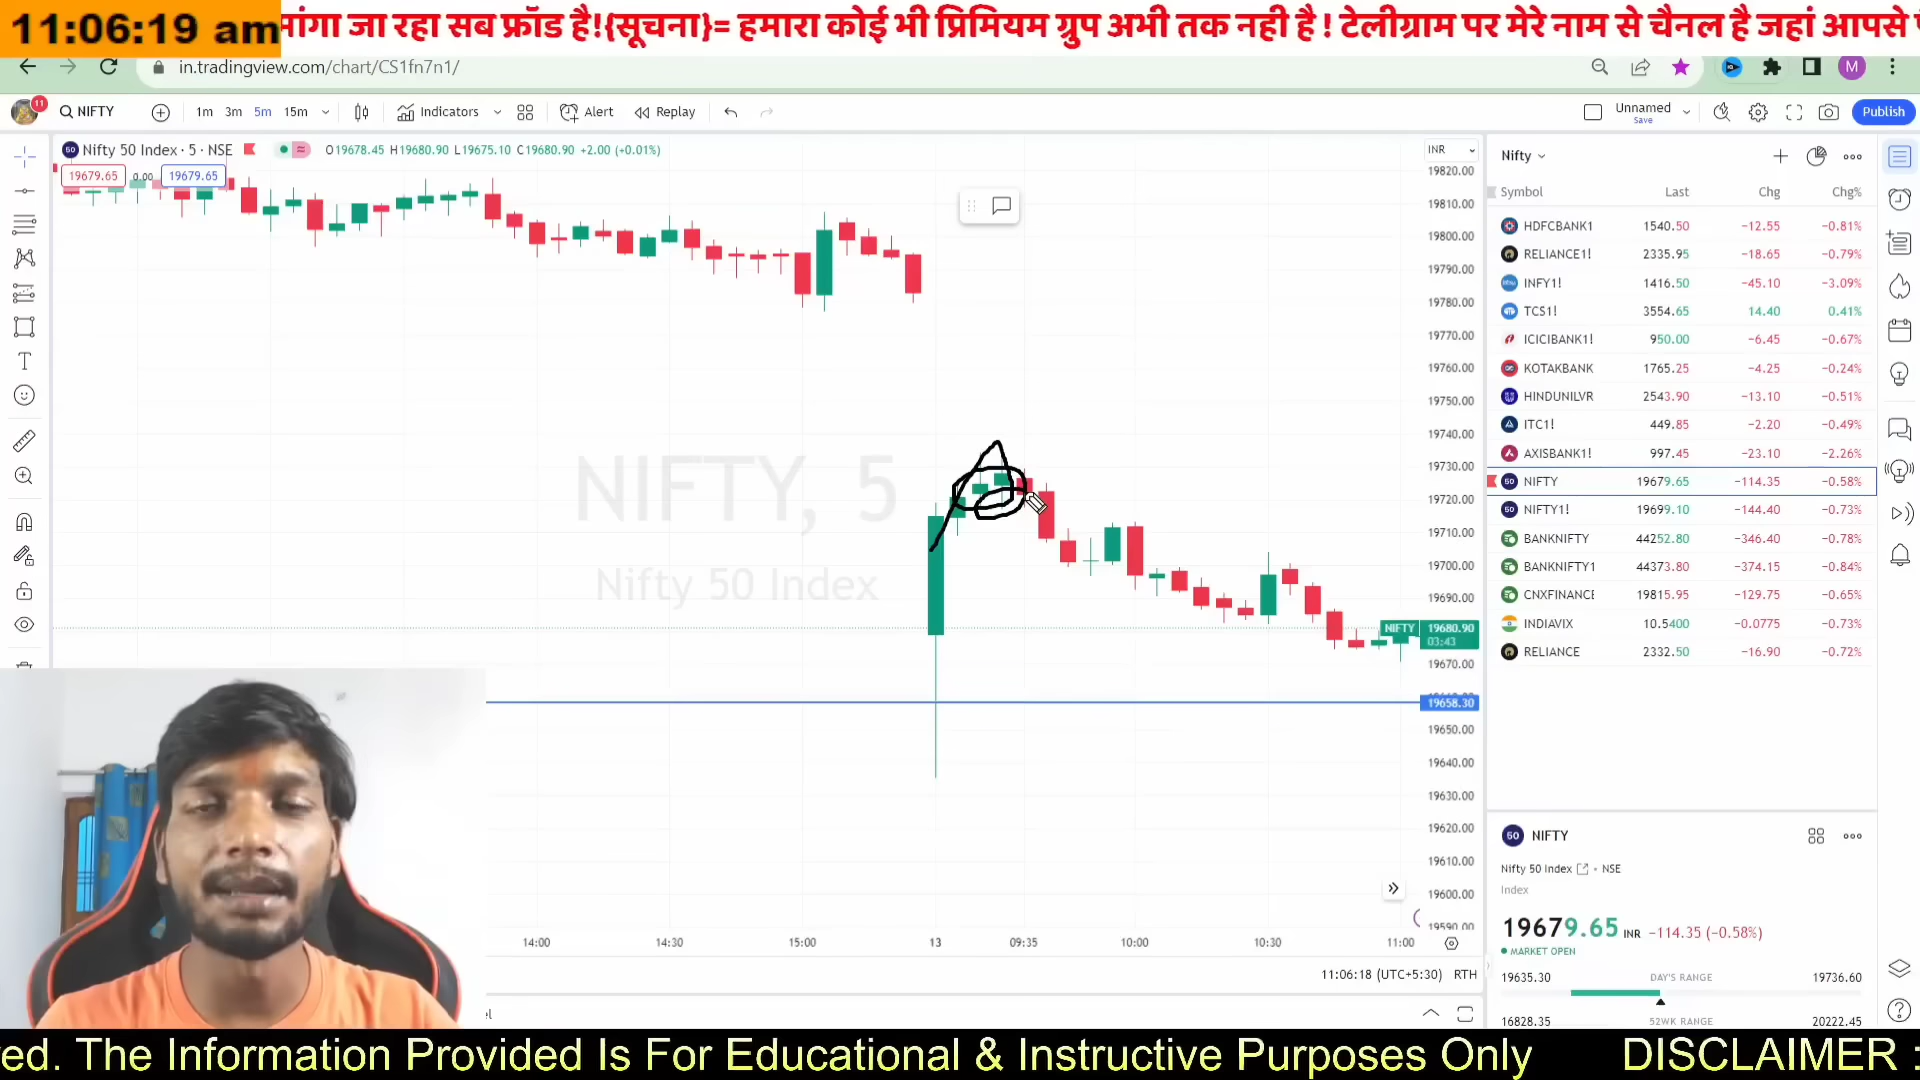 11:06:19 am
मांगा जा रहा सब फ्रॉड है!{सूचना}= हमारा कोई भी प्रिमियम ग्रुप अभी तक नही है ! टेलीग्राम पर मेरे नाम से चैनल है जहां आपसे
in.tradingview.com/chart/CS1fn7n1/
M
11
NIFTY
1m 3m 5m 15m
Indicators
Alert
Replay
Unnamed
Save
Publish
50 Nifty 50 Index · 5 · NSE
O19678.45 H19680.90 L19675.10 C19680.90 +2.00 (+0.01%)
19679.65 0.00 19679.65
INR
19820.00
19810.00
19800.00
19790.00
19780.00
19770.00
19760.00
19750.00
19740.00
19730.00
19720.00
19710.00
19700.00
19690.00
NIFTY 19680.90
03:43
19670.00
19658.30
19650.00
19640.00
19630.00
19620.00
19610.00
19600.00
19590.00
NIFTY, 5
Nifty 50 Index
14:00 14:30 15:00 13 09:35 10:00 10:30 11:00
11:06:18 (UTC+5:30) RTH
Nifty
Symbol Last Chg Chg%
HDFCBANK1 1540.50 −12.55 −0.81%
RELIANCE1! 2335.95 −18.65 −0.79%
INFY1! 1416.50 −45.10 −3.09%
TCS1! 3554.65 14.40 0.41%
ICICIBANK1! 950.00 −6.45 −0.67%
KOTAKBANK 1765.25 −4.25 −0.24%
HINDUNILVR 2543.90 −13.10 −0.51%
ITC1! 449.85 −2.20 −0.49%
AXISBANK1! 997.45 −23.10 −2.26%
50 NIFTY 19679.65 −114.35 −0.58%
50 NIFTY1! 19699.10 −144.40 −0.73%
BANKNIFTY 44252.80 −346.40 −0.78%
BANKNIFTY1 44373.80 −374.15 −0.84%
CNXFINANCE 19815.95 −129.75 −0.65%
INDIAVIX 10.5400 −0.0775 −0.73%
RELIANCE 2332.50 −16.90 −0.72%
50 NIFTY
Nifty 50 Index · NSE
Index
19679.65 INR −114.35 (−0.58%)
MARKET OPEN
19635.30 DAY'S RANGE 19736.60
16828.35 52WK RANGE 20222.45
ved. The Information Provided Is For Educational & Instructive Purposes Only DISCLAIMER :